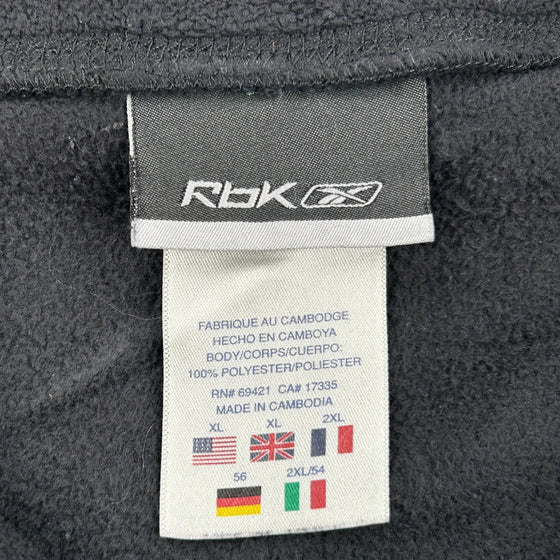 RbK
FABRIQUE AU CAMBODGE
HECHO EN CAMBOYA
BODY/CORPS/CUERPO:
100% POLYESTER/POLIESTER
RN# 69421 CA# 17335
MADE IN CAMBODIA
XL XL 2XL
56 2XL/54